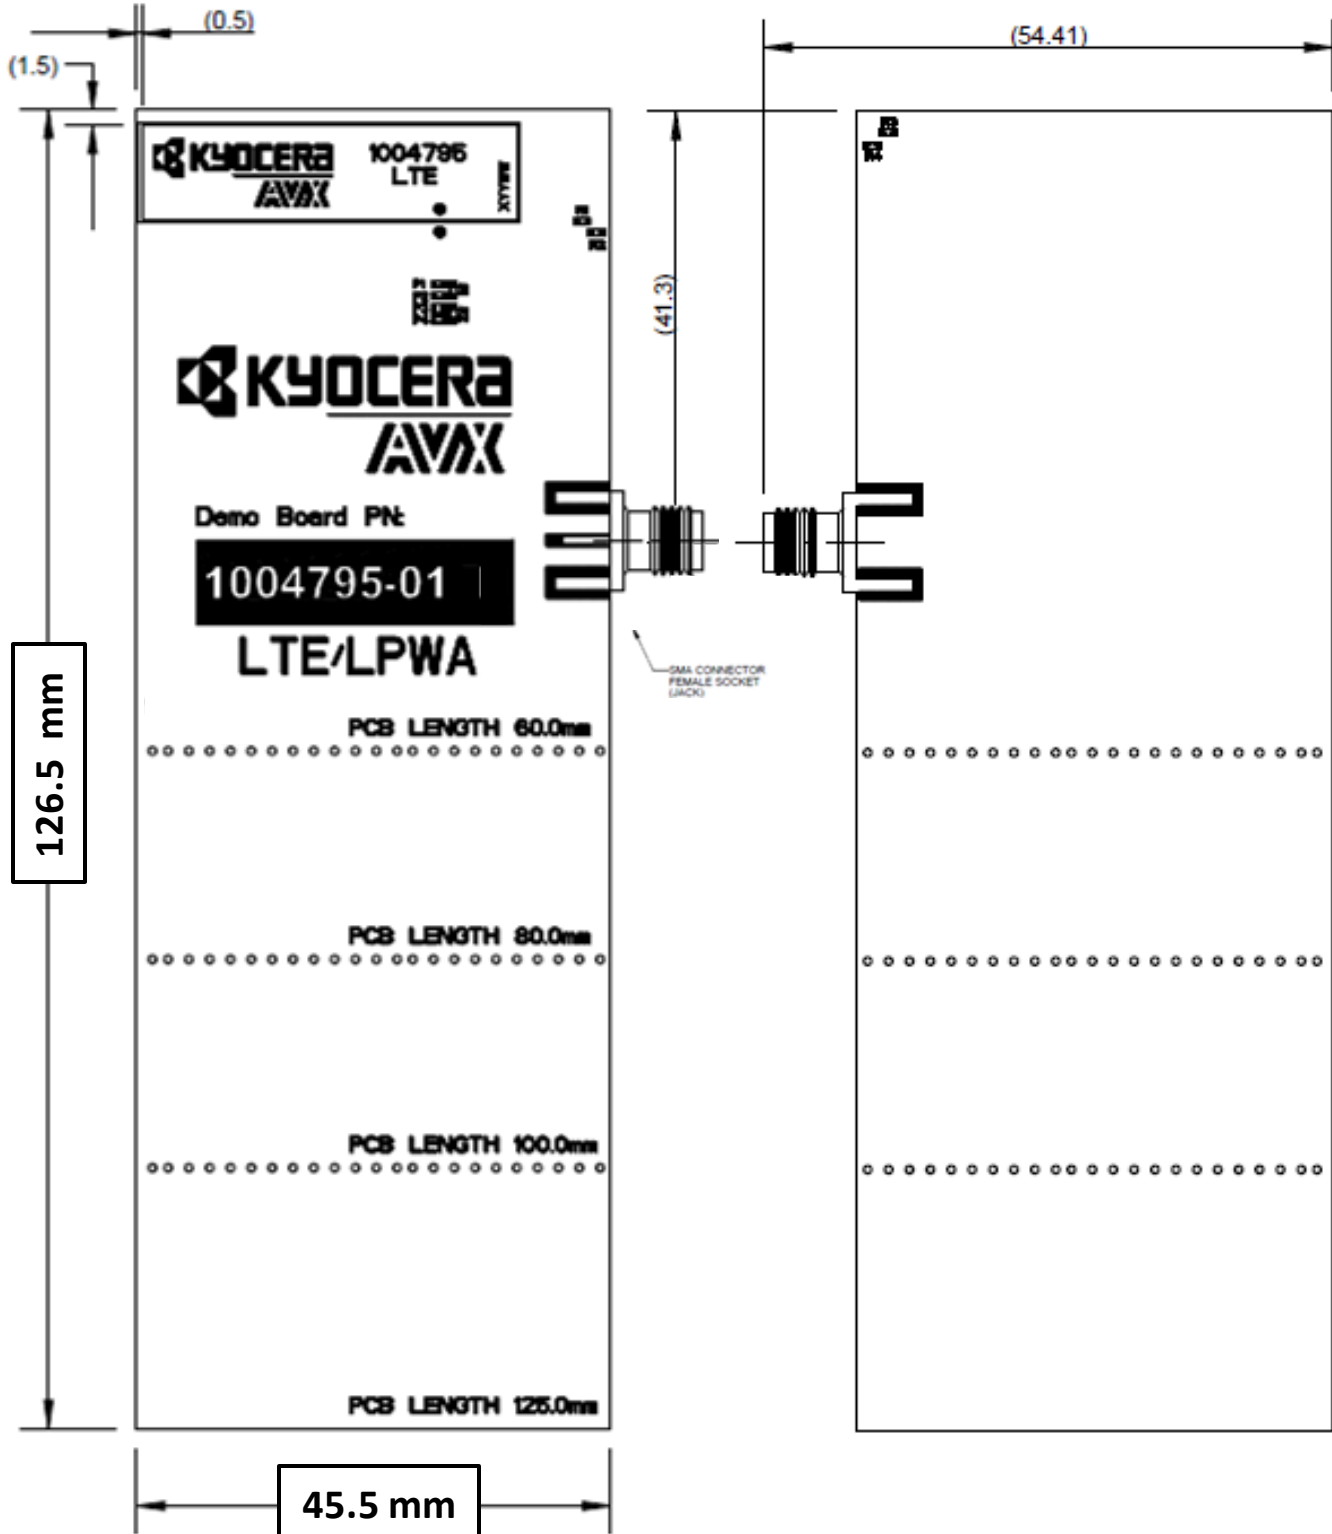 (0.5)
(54.41)
(1.5)
KYOCERA
AVX
1004795
LTE
XYYWW
(41.3)
KYOCERA
AVX
Demo Board PN:
1004795-01
LTE/LPWA
SMA CONNECTOR
FEMALE SOCKET
(JACK)
126.5 mm
PCB LENGTH 60.0mm
PCB LENGTH 80.0mm
PCB LENGTH 100.0mm
PCB LENGTH 125.0mm
45.5 mm